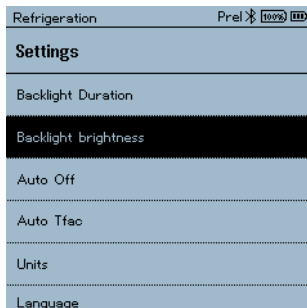 Refrigeration Prel 100%
Settings
Backlight Duration
Backlight brightness
Auto Off
Auto Tfac
Units
Language